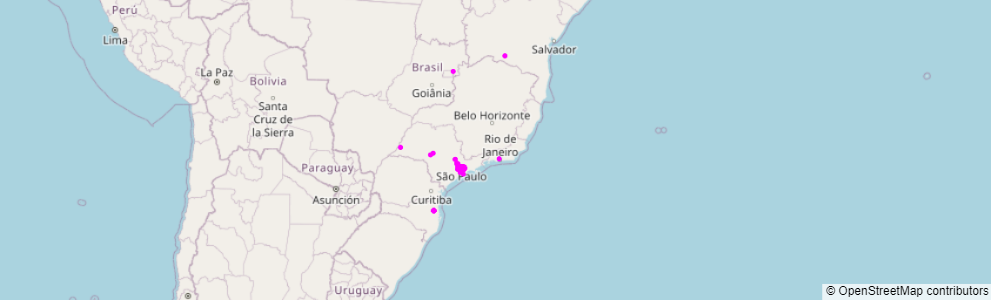 Perú
Lima
Salvador
Brasil
La Paz
Bolivia
Goiânia
Santa
Cruz de
la Sierra
Belo Horizonte
Rio de
Janeiro
Paraguay
São Paulo
Asunción
Curitiba
Uruguay
© OpenStreetMap contributors